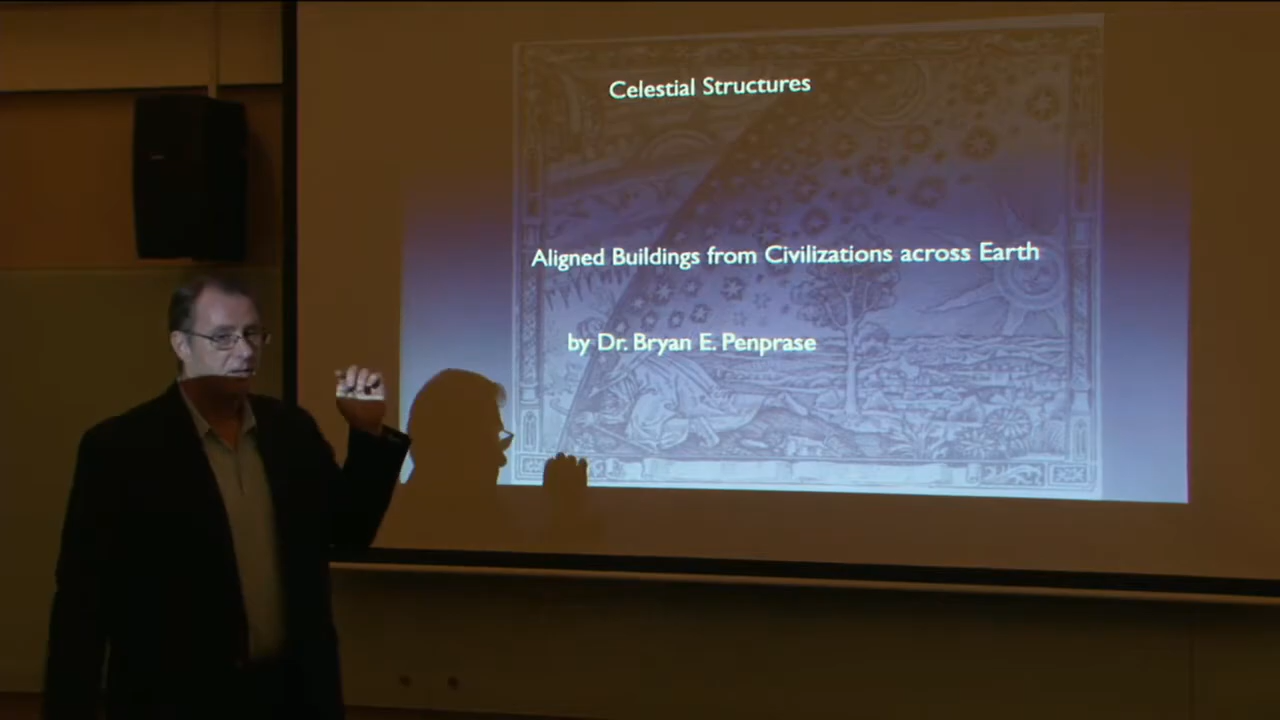 Celestial Structures
Aligned Buildings from Civilizations across Earth
by Dr. Bryan E. Penprase